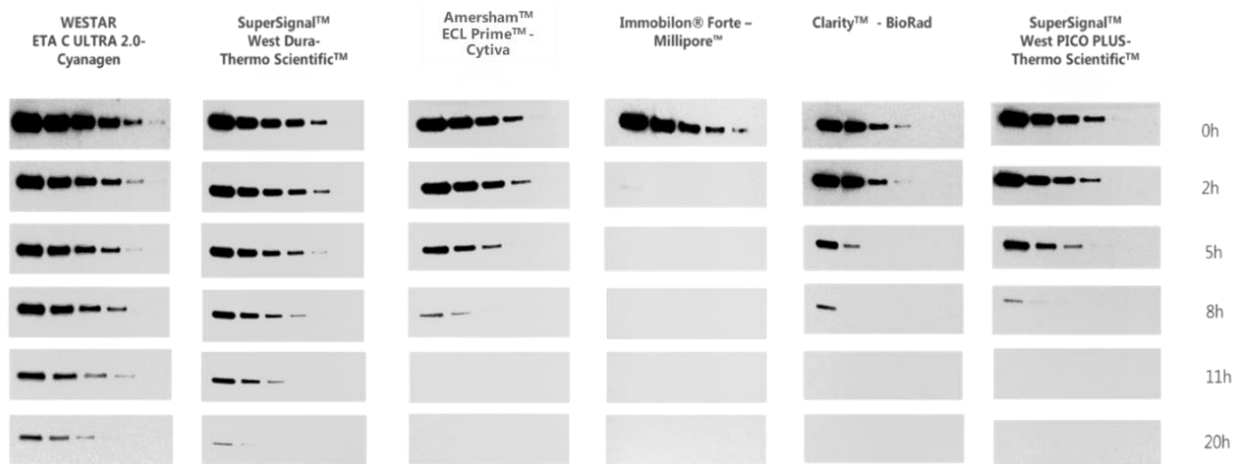 WESTAR
ETA C ULTRA 2.0-
Cyanagen
SuperSignal™
West Dura-
Thermo Scientific™
Amersham™
ECL Prime™ -
Cytiva
Immobilon® Forte –
Millipore™
Clarity™ - BioRad
SuperSignal™
West PICO PLUS-
Thermo Scientific™
0h
2h
5h
8h
11h
20h